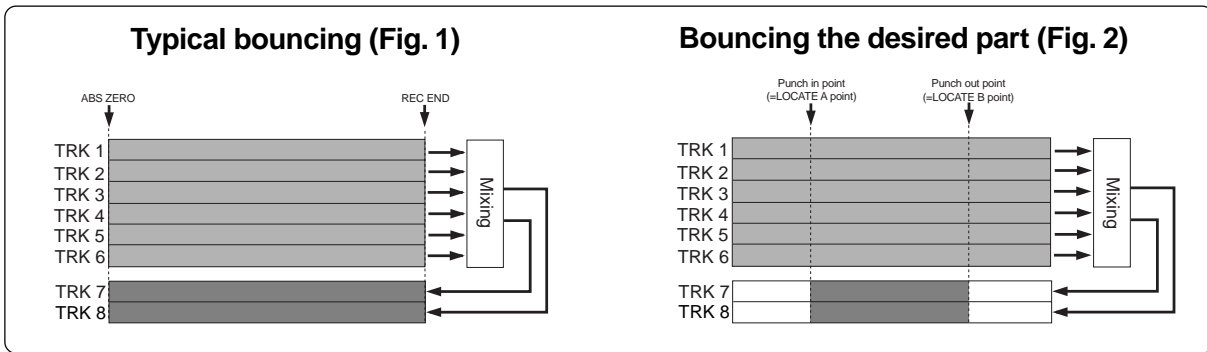 Typical bouncing (Fig. 1)
ABS ZERO
REC END
TRK 1
TRK 2
TRK 3
TRK 4
TRK 5
TRK 6
TRK 7
TRK 8
Mixing
Bouncing the desired part (Fig. 2)
Punch in point
(=LOCATE A point)
Punch out point
(=LOCATE B point)
TRK 1
TRK 2
TRK 3
TRK 4
TRK 5
TRK 6
TRK 7
TRK 8
Mixing